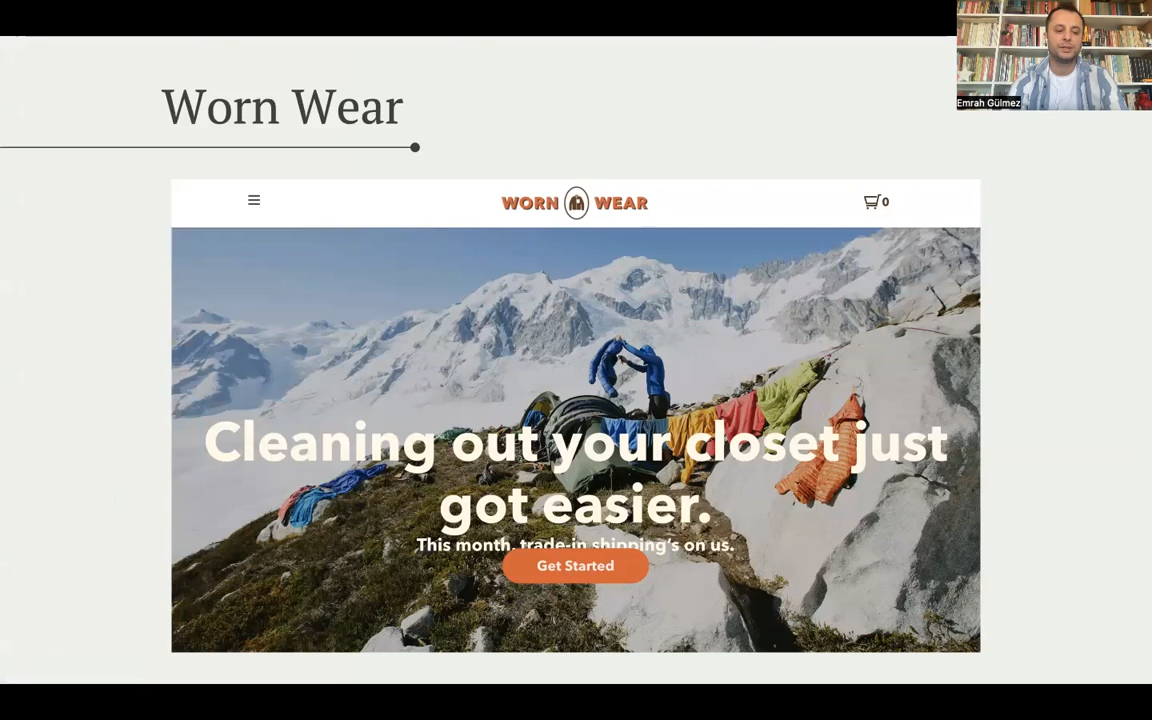 Worn Wear
Emrah Gülmez
WORN WEAR
0
Cleaning out your closet just
got easier.
This month, trade-in shipping's on us.
Get Started